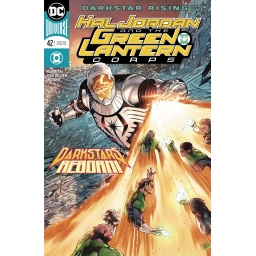 DC
UNIVERSE
42
DARKSTAR RISING
HAL JORDAN
AND THE
GREEN
LANTERN
CORPS
DARKSTARS
REBORN!